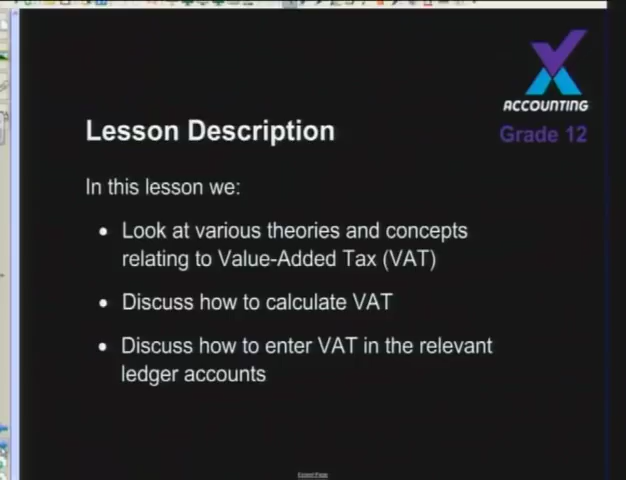 ACCOUNTING
Grade 12
Lesson Description
In this lesson we:
• Look at various theories and concepts
relating to Value-Added Tax (VAT)
• Discuss how to calculate VAT
• Discuss how to enter VAT in the relevant
ledger accounts